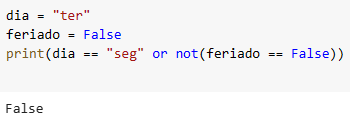 dia = "ter"
feriado = False
print(dia == "seg" or not(feriado == False))
False